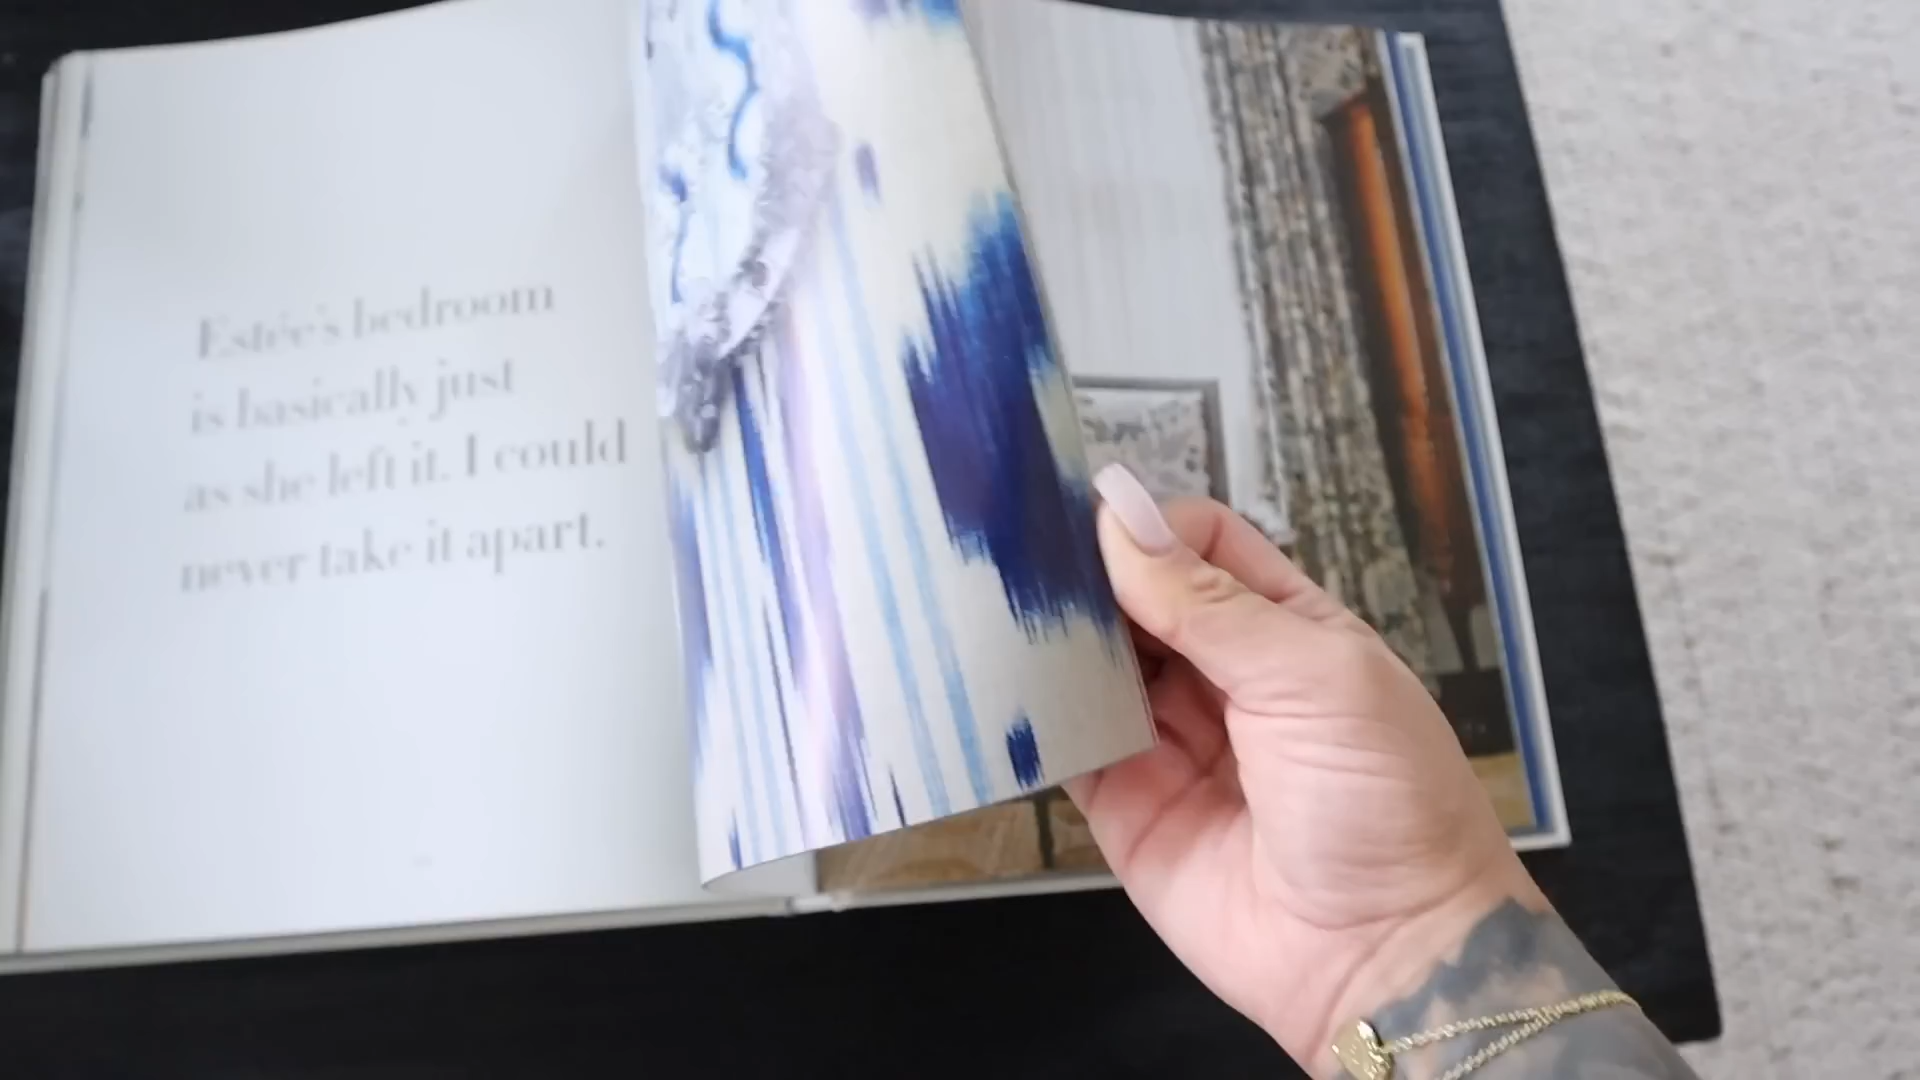 Estée's bedroom
is basically just
as she left it. I could
never take it apart.